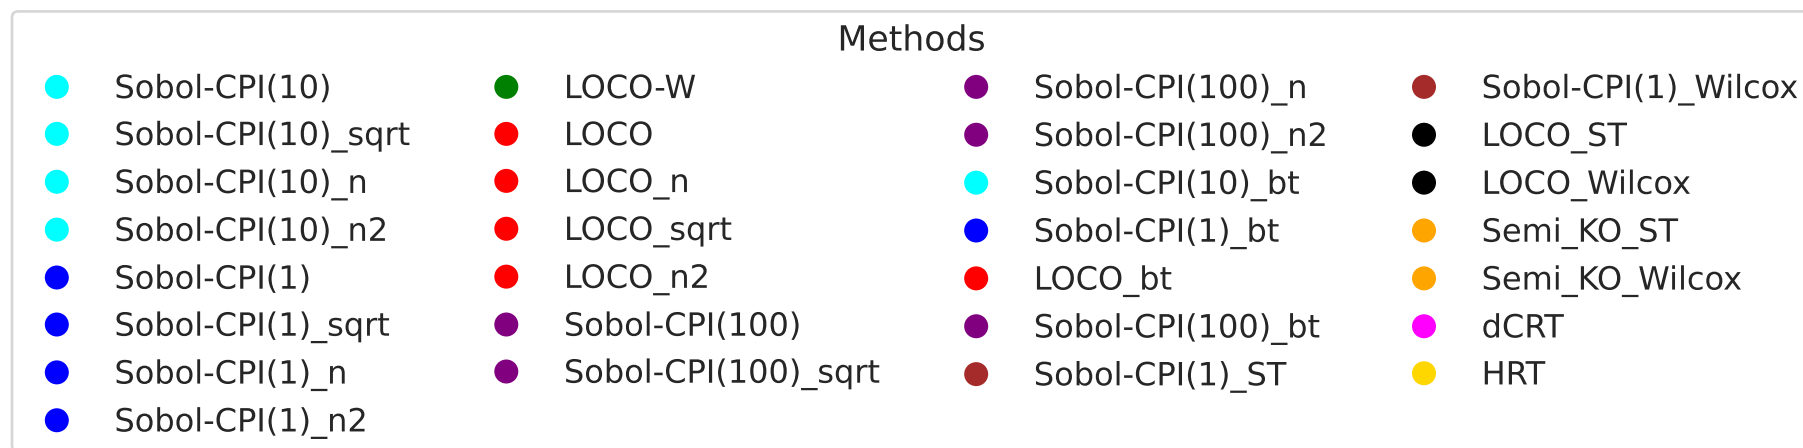 Methods
Sobol-CPI(10)
Sobol-CPI(10)_sqrt
Sobol-CPI(10)_n
Sobol-CPI(10)_n2
Sobol-CPI(1)
Sobol-CPI(1)_sqrt
Sobol-CPI(1)_n
Sobol-CPI(1)_n2
LOCO-W
LOCO
LOCO_n
LOCO_sqrt
LOCO_n2
Sobol-CPI(100)
Sobol-CPI(100)_sqrt
Sobol-CPI(100)_n
Sobol-CPI(100)_n2
Sobol-CPI(10)_bt
Sobol-CPI(1)_bt
LOCO_bt
Sobol-CPI(100)_bt
Sobol-CPI(1)_ST
Sobol-CPI(1)_Wilcox
LOCO_ST
LOCO_Wilcox
Semi_KO_ST
Semi_KO_Wilcox
dCRT
HRT